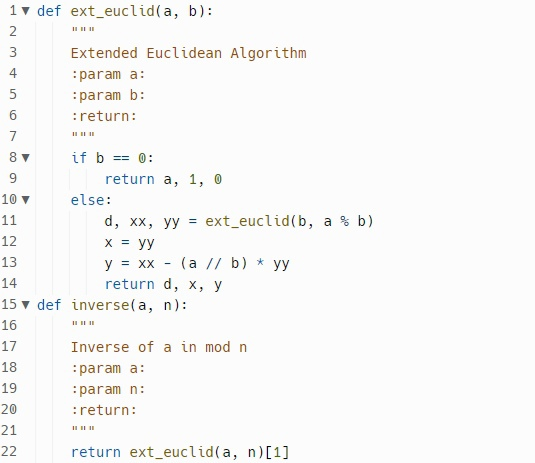 1 ▼ def ext_euclid(a, b):
2     """
3     Extended Euclidean Algorithm
4     :param a:
5     :param b:
6     :return:
7     """
8 ▼     if b == 0:
9         return a, 1, 0
10 ▼     else:
11         d, xx, yy = ext_euclid(b, a % b)
12         x = yy
13         y = xx - (a // b) * yy
14         return d, x, y
15 ▼ def inverse(a, n):
16     """
17     Inverse of a in mod n
18     :param a:
19     :param n:
20     :return:
21     """
22     return ext_euclid(a, n)[1]